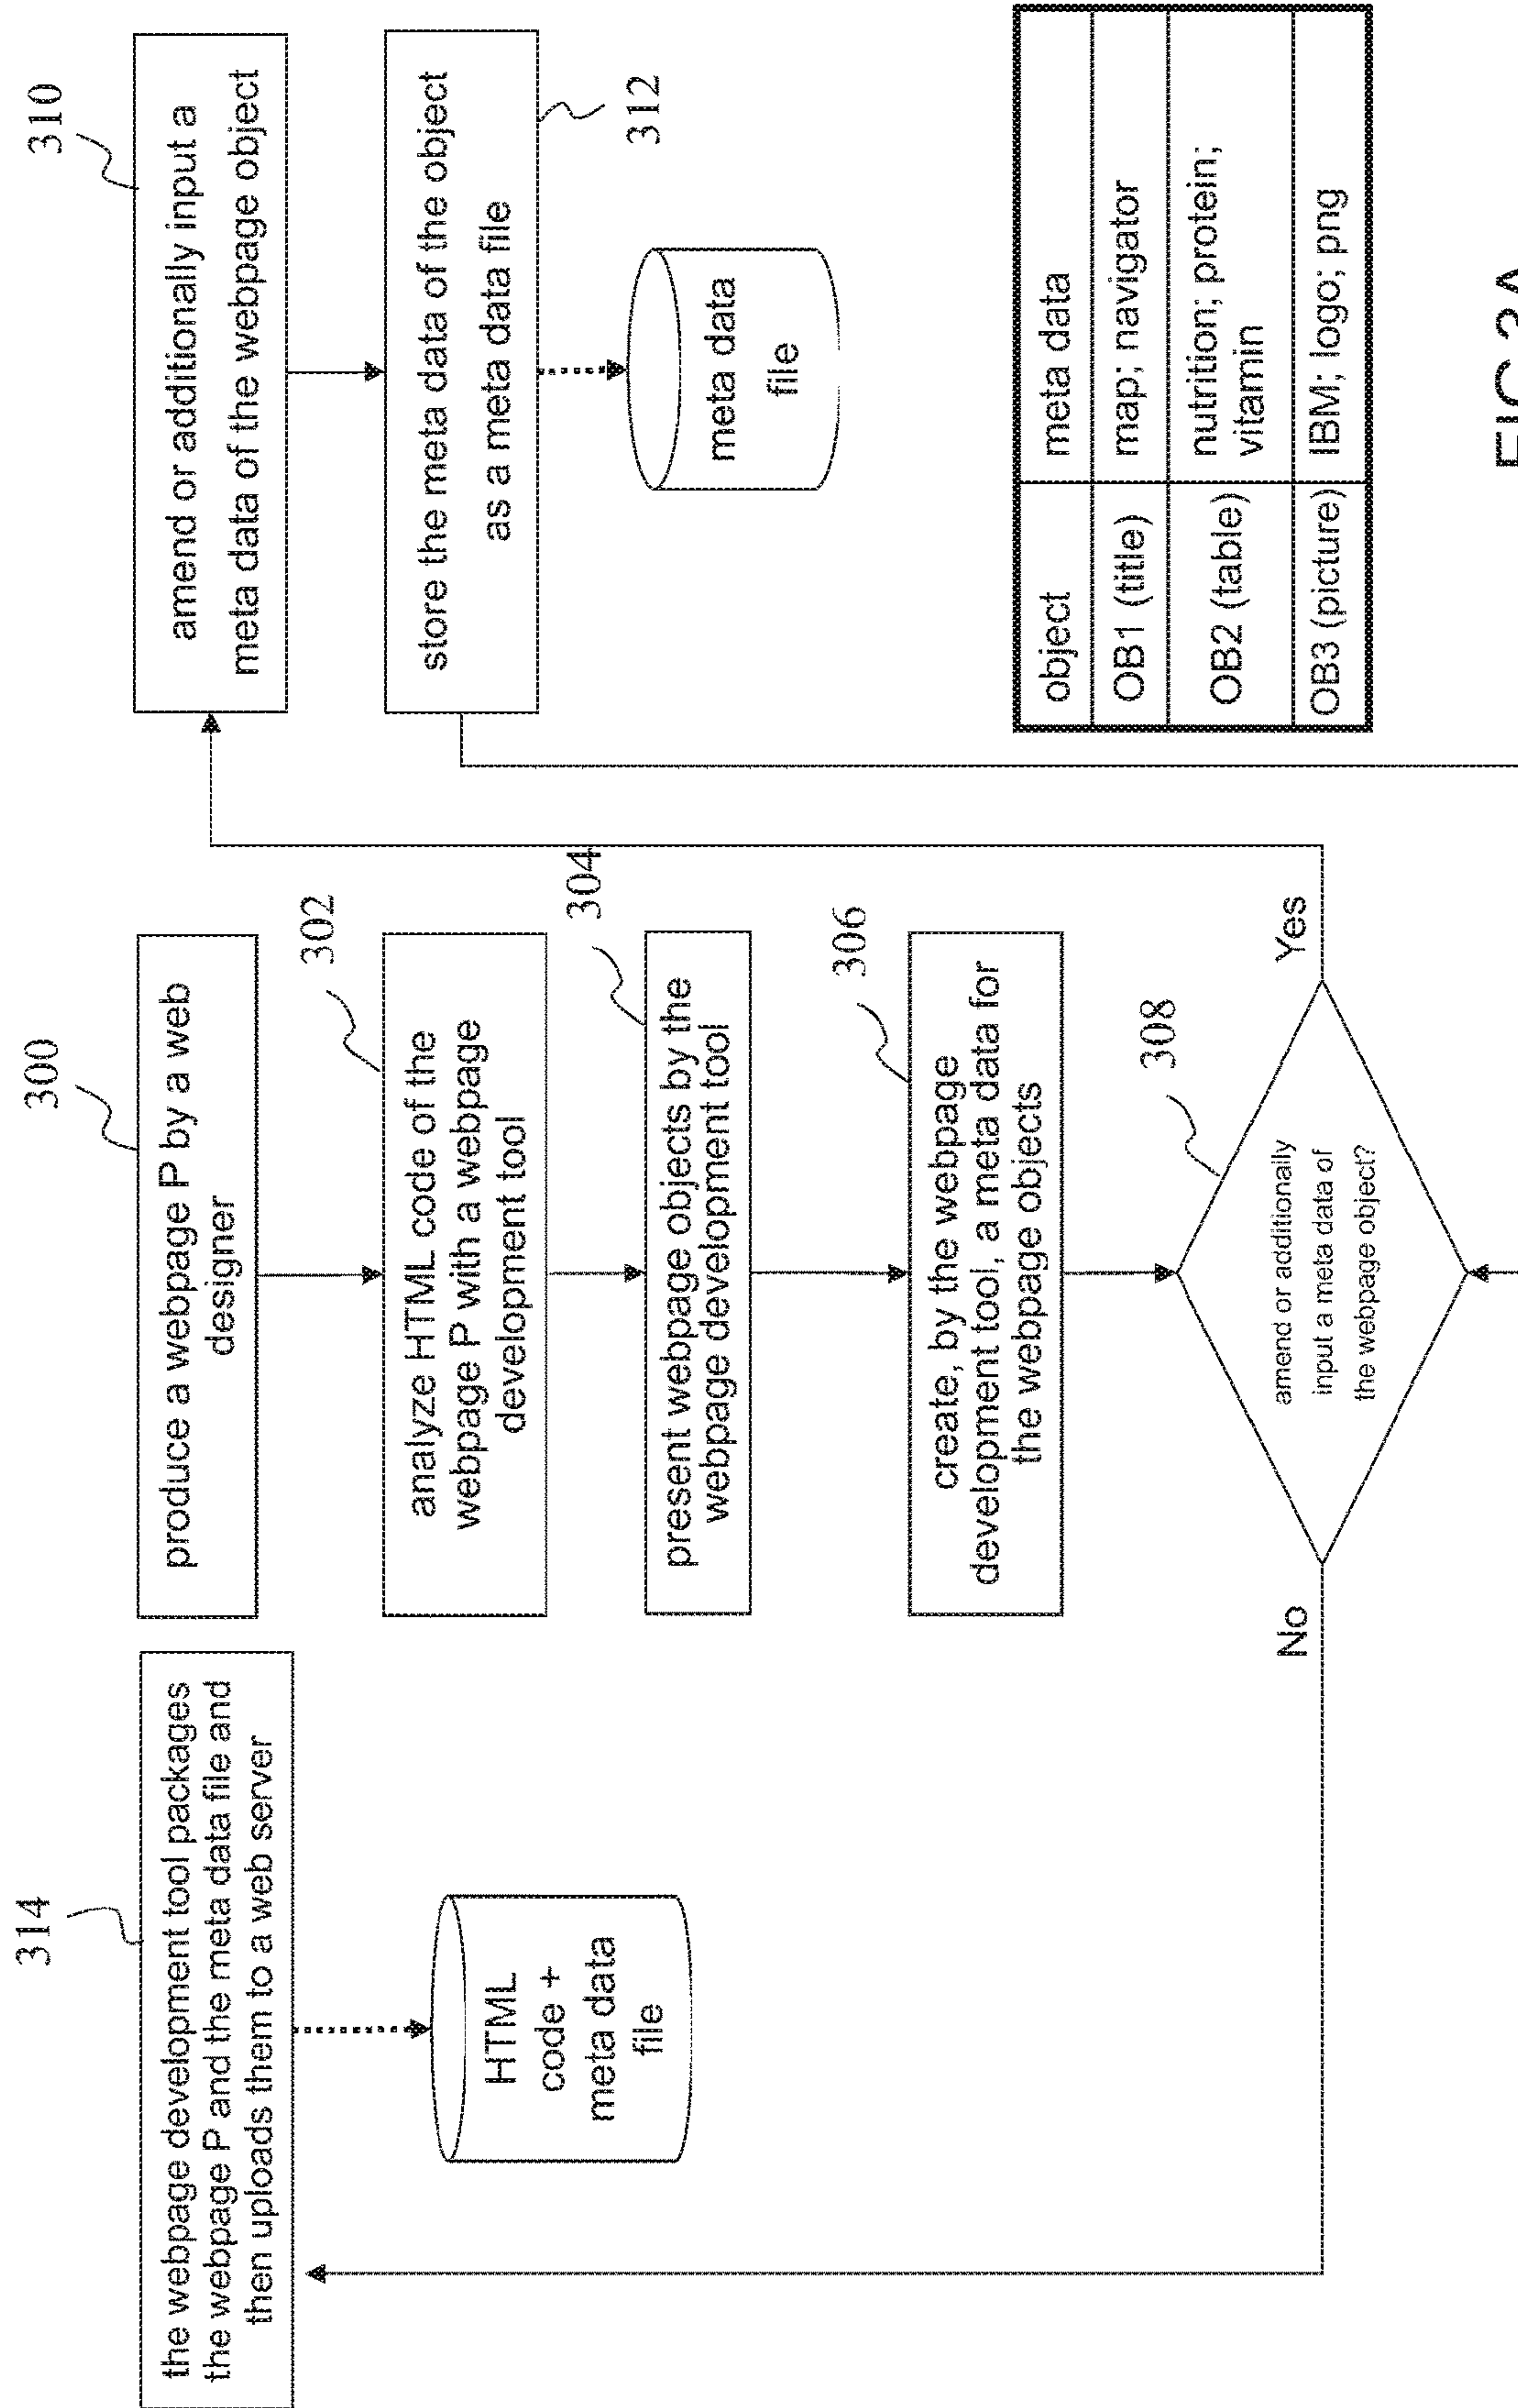 314
the webpage development tool packages
the webpage P and the meta data file and
then uploads them to a web server
HTML
code +
meta data
file
300
produce a webpage P by a web
designer
302
analyze HTML code of the
webpage P with a webpage
development tool
304
present webpage objects by the
webpage development tool
306
create, by the webpage
development tool, a meta data for
the webpage objects
308
amend or additionally
input a meta data of
the webpage object?
No
Yes
310
amend or additionally input a
meta data of the webpage object
store the meta data of the object
as a meta data file
312
meta data
file
object meta data
OB1 (title) map; navigator
OB2 (table) nutrition; protein;
vitamin
OB3 (picture) IBM; logo; png
FIG 3A